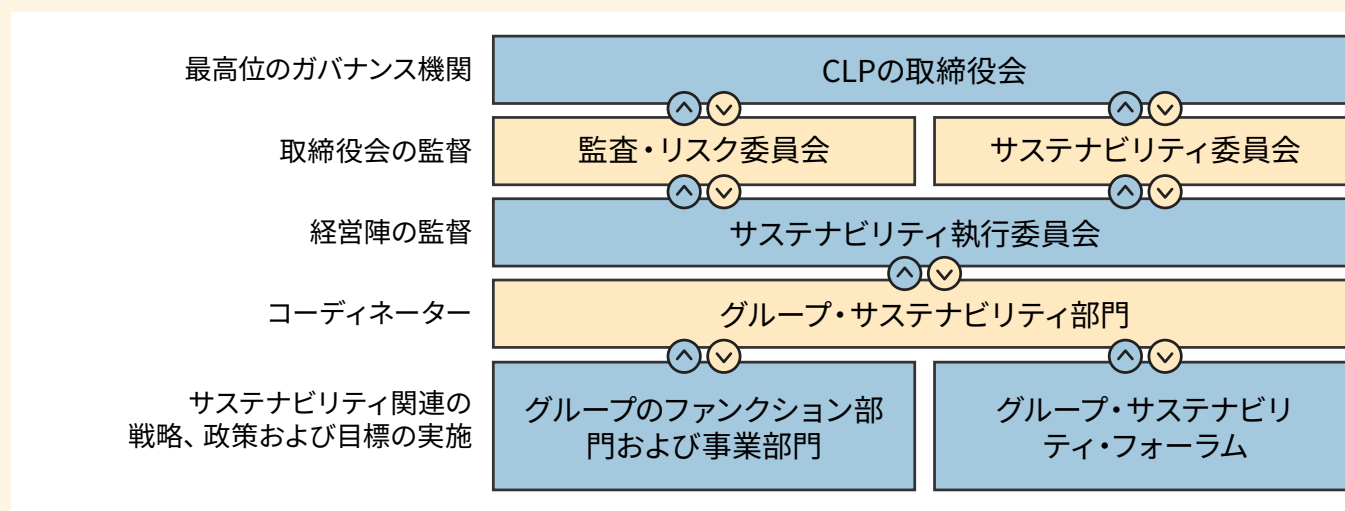 最高位のガバナンス機関
CLPの取締役会
取締役会の監督
監査・リスク委員会
サステナビリティ委員会
経営陣の監督
サステナビリティ執行委員会
コーディネーター
グループ・サステナビリティ部門
サステナビリティ関連の
戦略、政策および目標の実施
グループのファンクション部
門および事業部門
グループ・サステナビリ
ティ・フォーラム